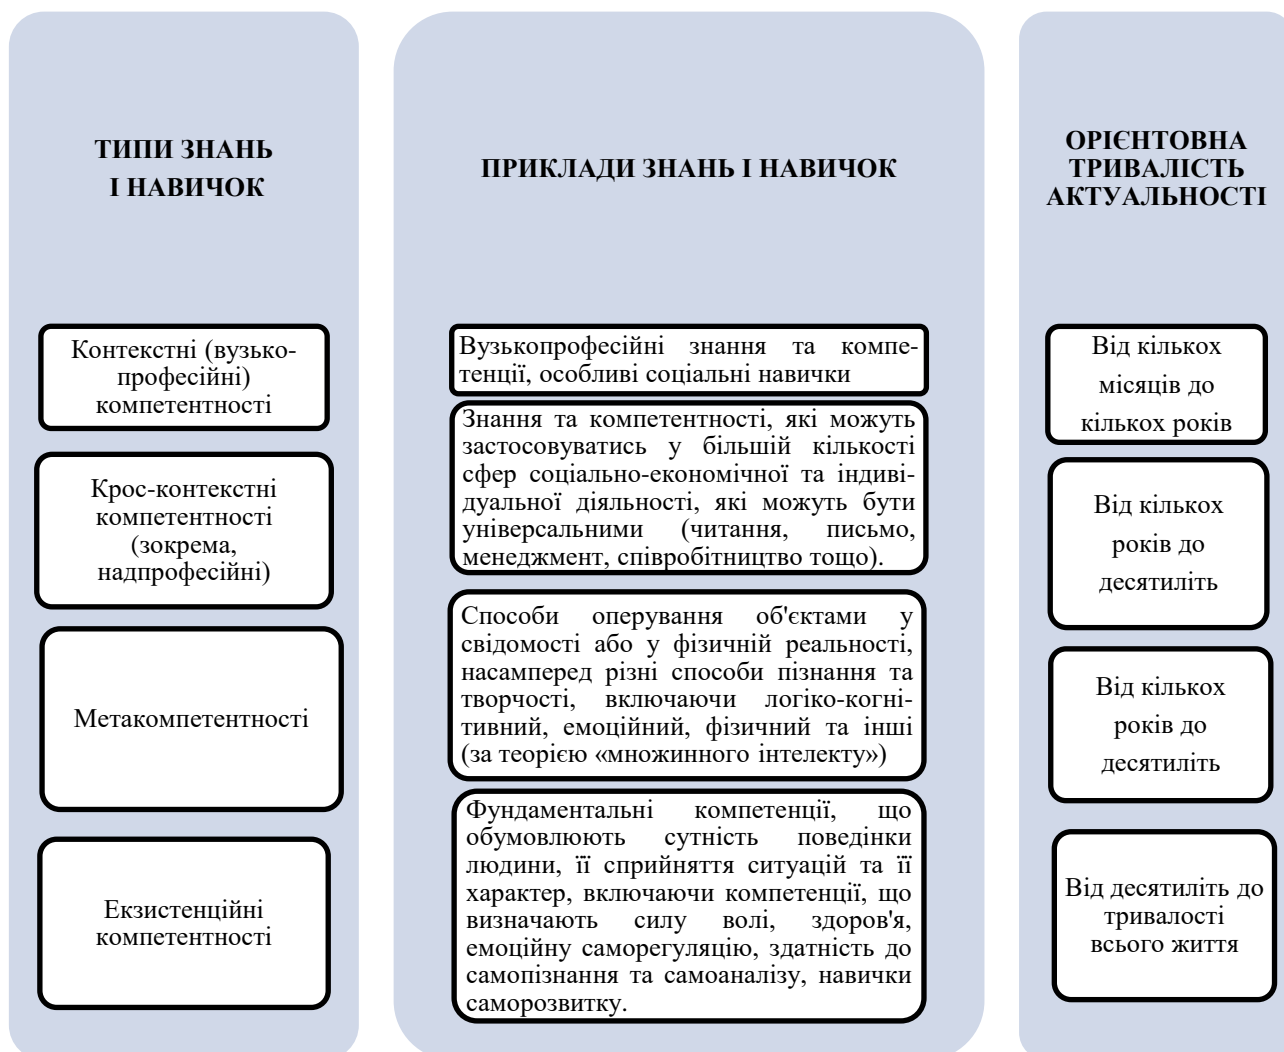 ТИПИ ЗНАНЬ
І НАВИЧОК
ПРИКЛАДИ ЗНАНЬ І НАВИЧОК
ОРІЄНТОВНА
ТРИВАЛІСТЬ
АКТУАЛЬНОСТІ
Контекстні (вузько-
професійні)
компетентності
Вузькопрофесійні знання та компе-
тенції, особливі соціальні навички
Від кількох
місяців до
кількох років
Крос-контекстні
компетентності
(зокрема,
надпрофесійні)
Знання та компетентності, які можуть
застосовуватись у більшій кількості
сфер соціально-економічної та індиві-
дуальної діяльності, які можуть бути
універсальними (читання, письмо,
менеджмент, співробітництво тощо).
Від кількох
років до
десятиліть
Метакомпетентності
Способи оперування об'єктами у
свідомості або у фізичній реальності,
насамперед різні способи пізнання та
творчості, включаючи логіко-когні-
тивний, емоційний, фізичний та інші
(за теорією «множинного інтелекту»)
Від кількох
років до
десятиліть
Екзистенційні
компетентності
Фундаментальні компетенції, що
обумовлюють сутність поведінки
людини, її сприйняття ситуацій та її
характер, включаючи компетенції, що
визначають силу волі, здоров'я,
емоційну саморегуляцію, здатність до
самопізнання та самоаналізу, навички
саморозвитку.
Від десятиліть до
тривалості
всього життя